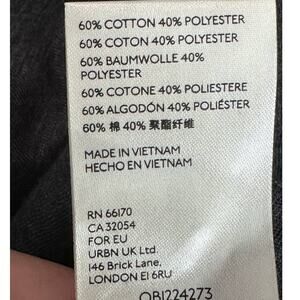 60% COTTON 40% POLYESTER
60% COTON 40% POLYESTER
60% BAUMWOLLE 40%
POLYESTER
60% COTONE 40% POLIESTERE
60% ALGODÓN 40% POLIÉSTER
60% 棉 40% 聚酯纤维
MADE IN VIETNAM
HECHO EN VIETNAM
RN 66170
CA 32054
FOR EU
URBN UK Ltd.
146 Brick Lane,
LONDON E1 6RU
OB1224273